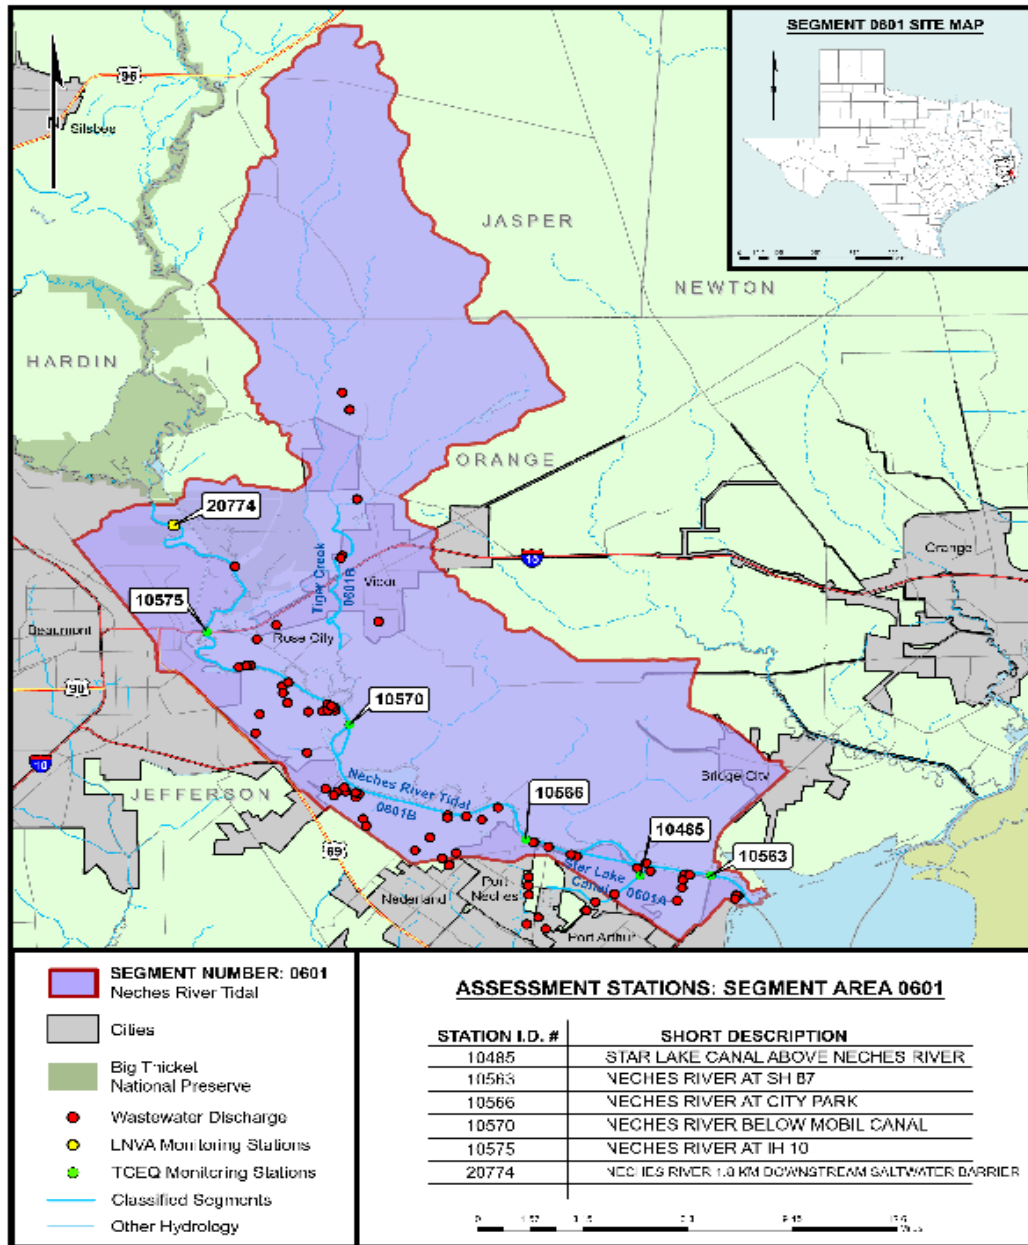 SEGMENT 0601 SITE MAP
96
N
Silsbee
JASPER
NEWTON
HARDIN
ORANGE
20774
Tiger Creek
0601R
Vidor
10
Orange
10575
Beaumont
Rose City
90
10570
10
Bridge City
JEFFERSON
Neches River Tidal
0601B
10566
10485
10563
69
Star Lake
Canal 0601A
Port
Neches
Nederland
Port Arthur
SEGMENT NUMBER: 0601
Neches River Tidal
Cities
Big Thicket
National Preserve
Wastewater Discharge
LNVA Monitoring Stations
TCEQ Monitoring Stations
Classified Segments
Other Hydrology
ASSESSMENT STATIONS: SEGMENT AREA 0601
STATION I.D. # SHORT DESCRIPTION
10485 STAR LAKE CANAL ABOVE NECHES RIVER
10563 NECHES RIVER AT SH 87
10566 NECHES RIVER AT CITY PARK
10570 NECHES RIVER BELOW MOBIL CANAL
10575 NECHES RIVER AT IH 10
20774 NECHES RIVER 1.8 KM DOWNSTREAM SALTWATER BARRIER
0
Miles